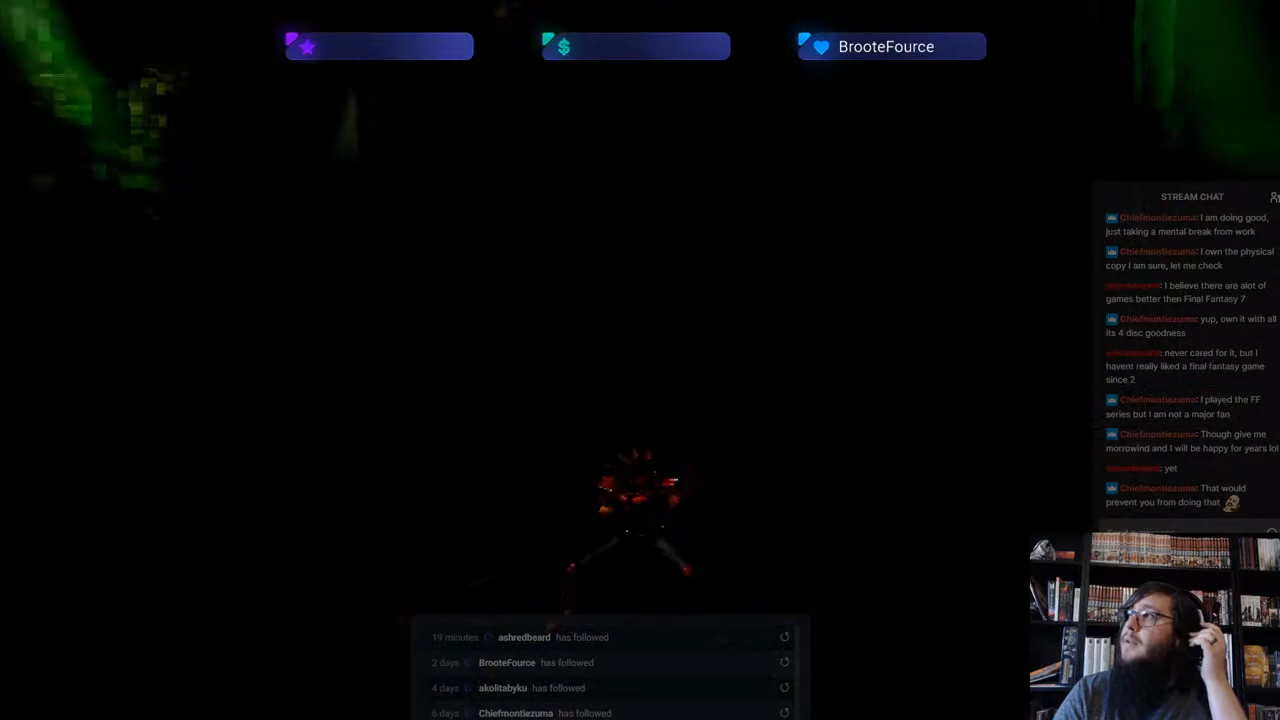 BrooteFource
STREAM CHAT
Chiefmontiezuma: I am doing good,
just taking a mental break from work
Chiefmontiezuma: I own the physical
copy I am sure, let me check
ashredbeard: I believe there are alot of
games better then Final Fantasy 7
Chiefmontiezuma: yup, own it with all
its 4 disc goodness
ashredbeard: never cared for it, but I
havent really liked a final fantasy game
since 2
Chiefmontiezuma: I played the FF
series but I am not a major fan
Chiefmontiezuma: Though give me
morrowind and I will be happy for years lol
ashredbeard: yet
Chiefmontiezuma: That would
prevent you from doing that
19 minutes ashredbeard has followed
2 days BrooteFource has followed
4 days akolitabyku has followed
6 days Chiefmontiezuma has followed